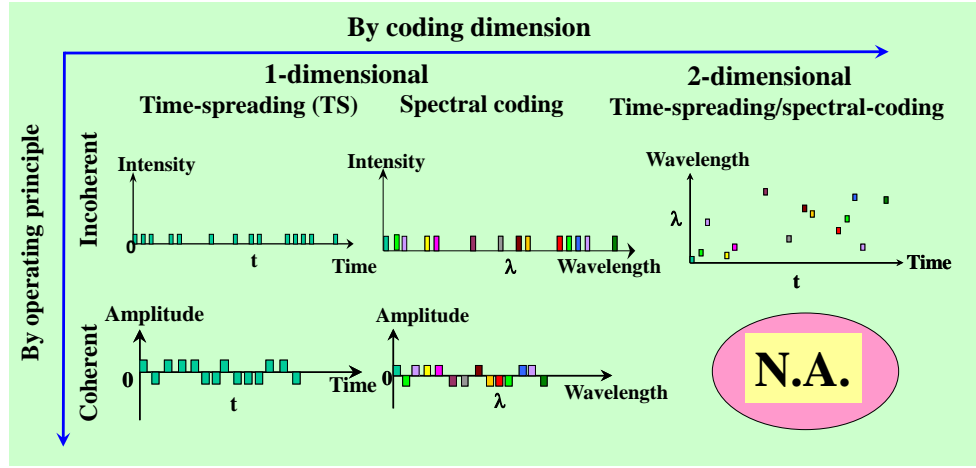 By coding dimension
1-dimensional
2-dimensional
Time-spreading (TS)
Spectral coding
Time-spreading/spectral-coding
By operating principle
Incoherent
Intensity
0
t
Time
Intensity
λ
Wavelength
Wavelength
λ
t
Time
Coherent
Amplitude
0
t
Time
Amplitude
0
λ
Wavelength
N.A.